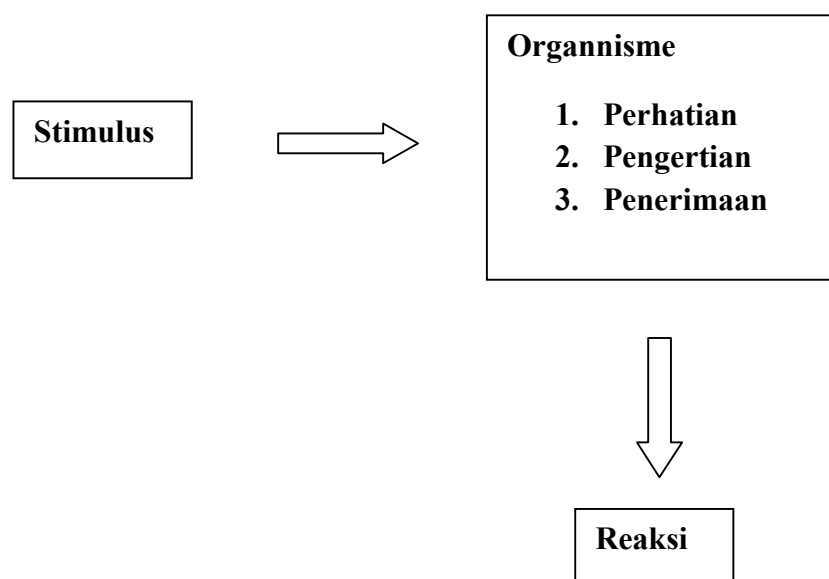 Stimulus
Organnisme
1. Perhatian
2. Pengertian
3. Penerimaan
Reaksi